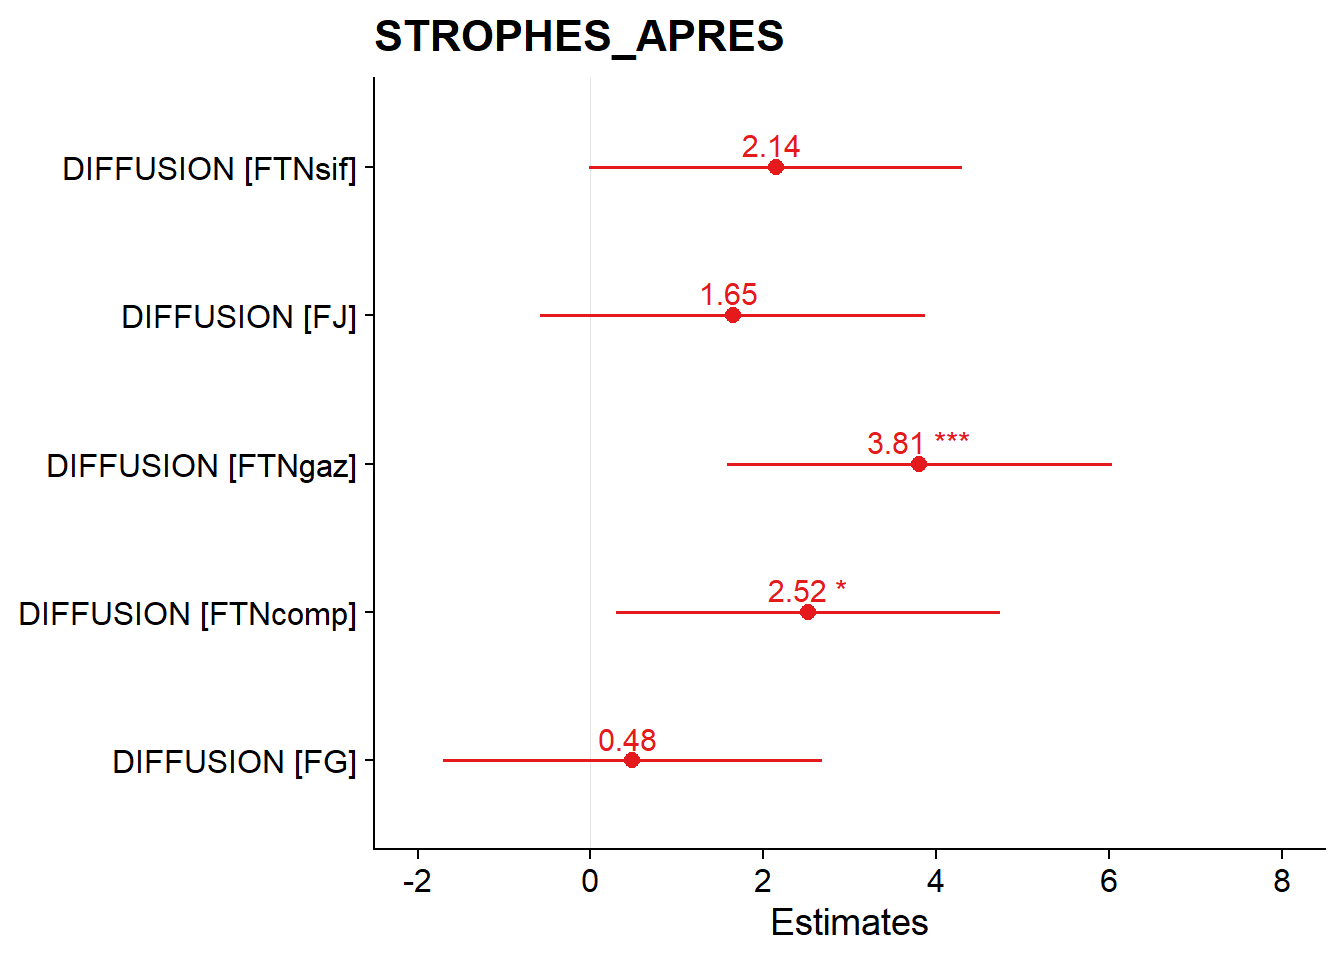 STROPHES_APRES
DIFFUSION [FTNsif]
2.14
DIFFUSION [FJ]
1.65
DIFFUSION [FTNgaz]
3.81 ***
DIFFUSION [FTNcomp]
2.52 *
DIFFUSION [FG]
0.48
-2 0 2 4 6 8
Estimates